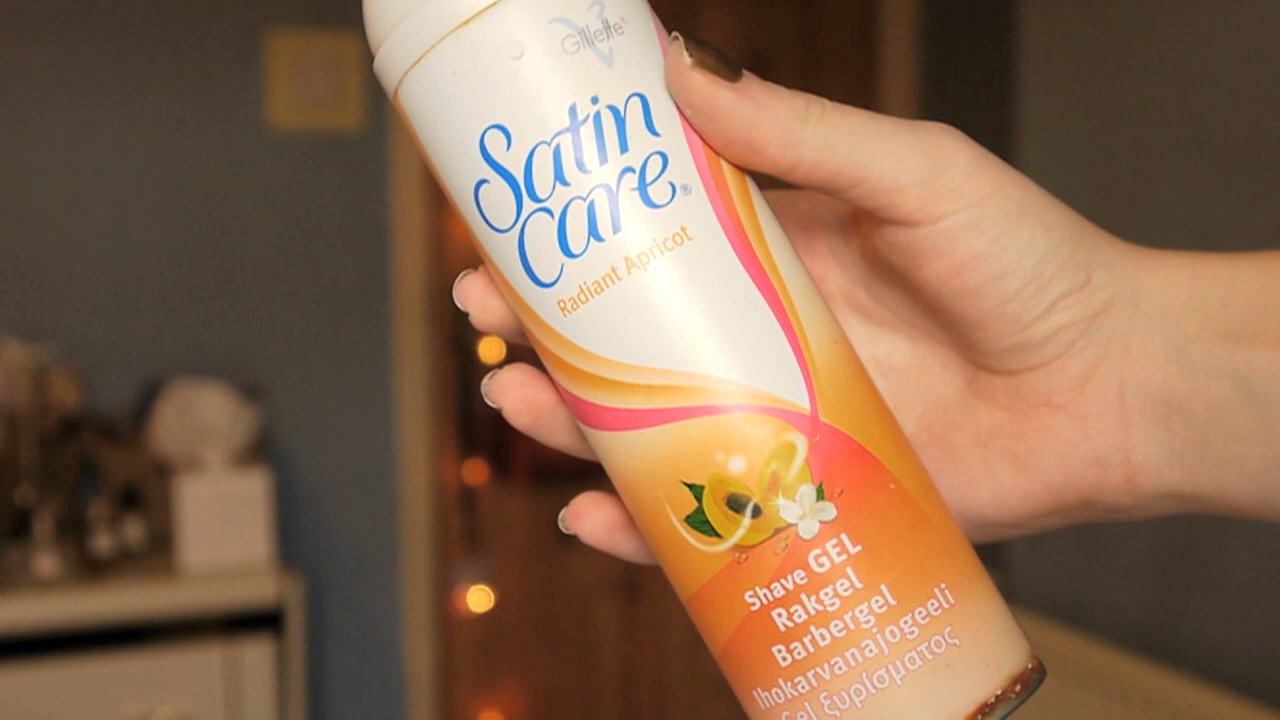 Gillette
Satin
care®
Radiant Apricot
Shave GEL
Rakgel
Barbergel
Ihokarvanajogeeli
Gel ξυρίσματος